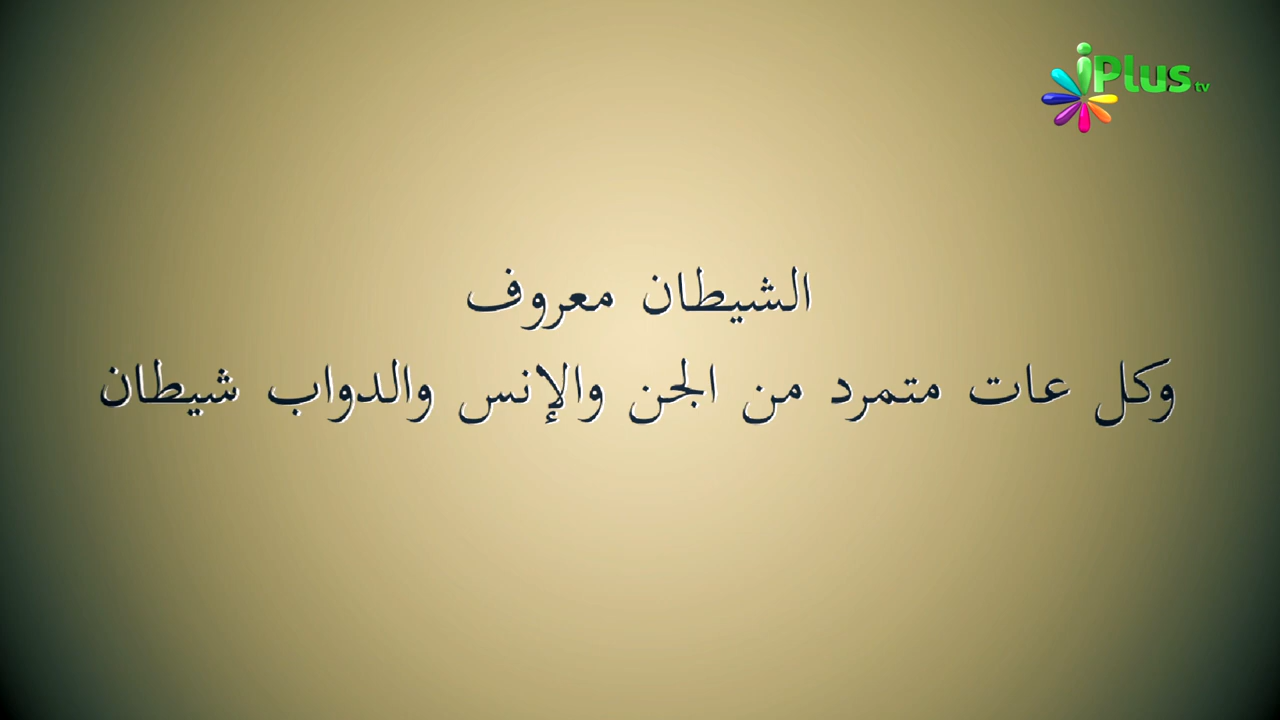 iPlus tv
الشيطان معروف
وكل عات متمرد من الجن والإنس والدواب شيطان